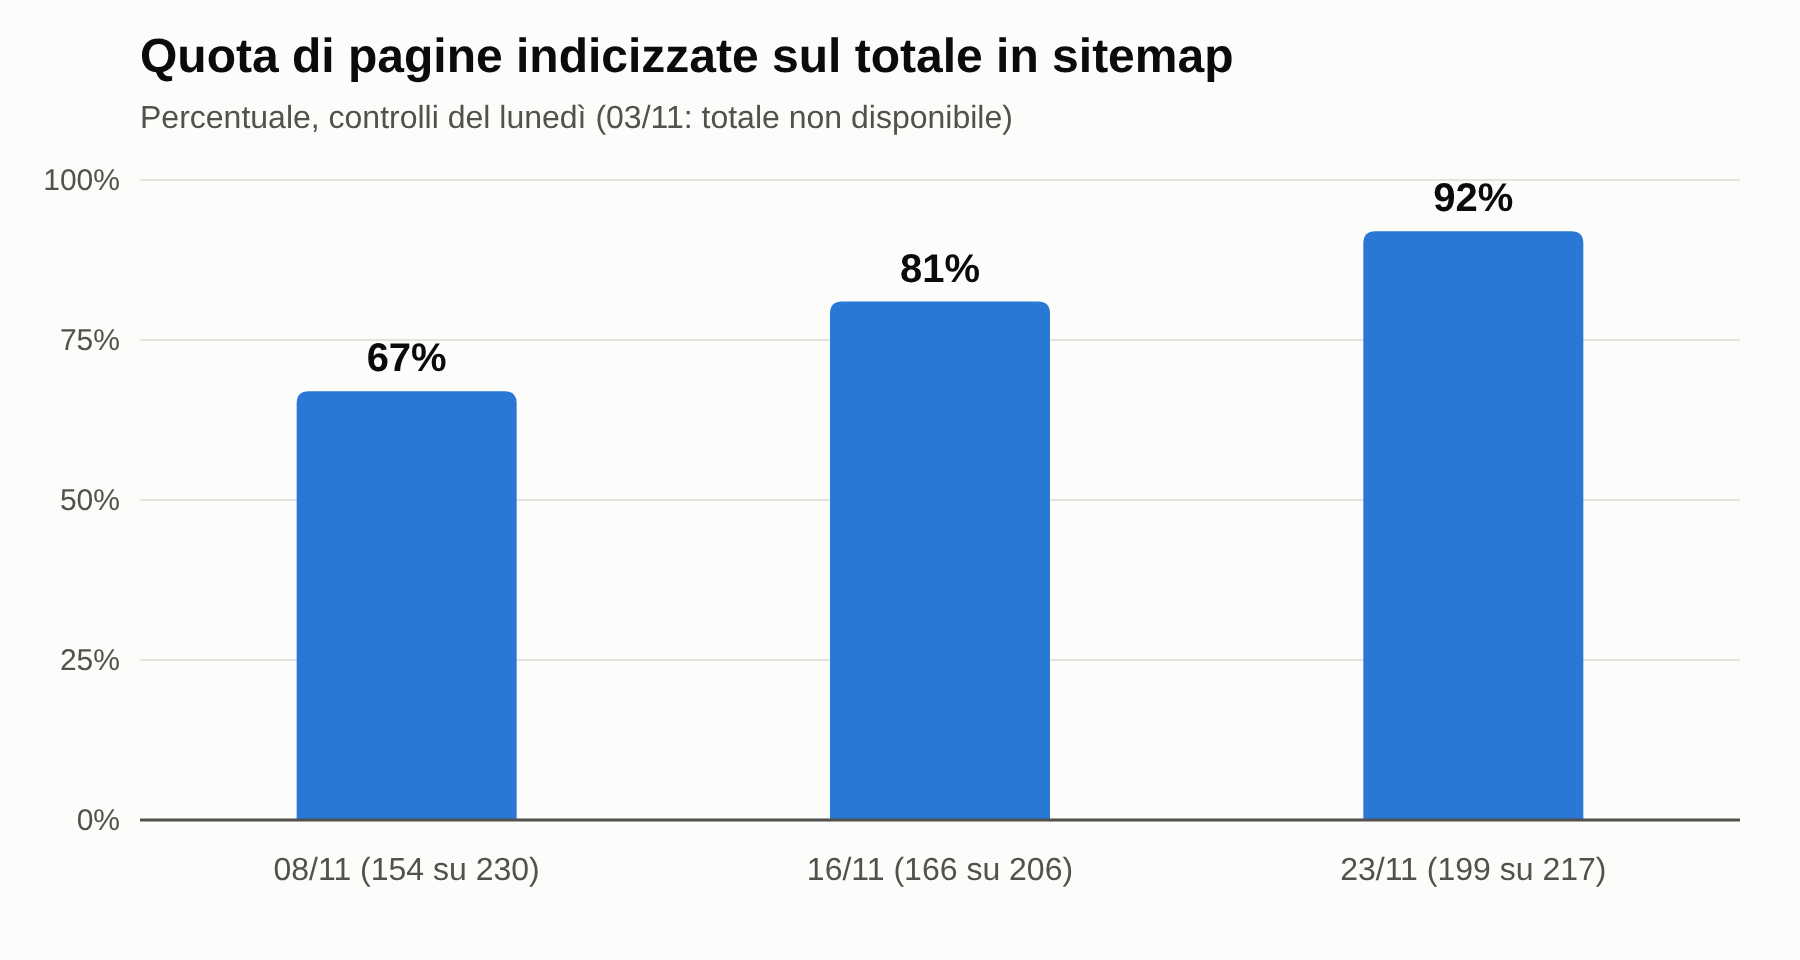 Quota di pagine indicizzate sul totale in sitemap
Percentuale, controlli del lunedì (03/11: totale non disponibile)
100%
92%
81%
75%
67%
50%
25%
0%
08/11 (154 su 230)
16/11 (166 su 206)
23/11 (199 su 217)